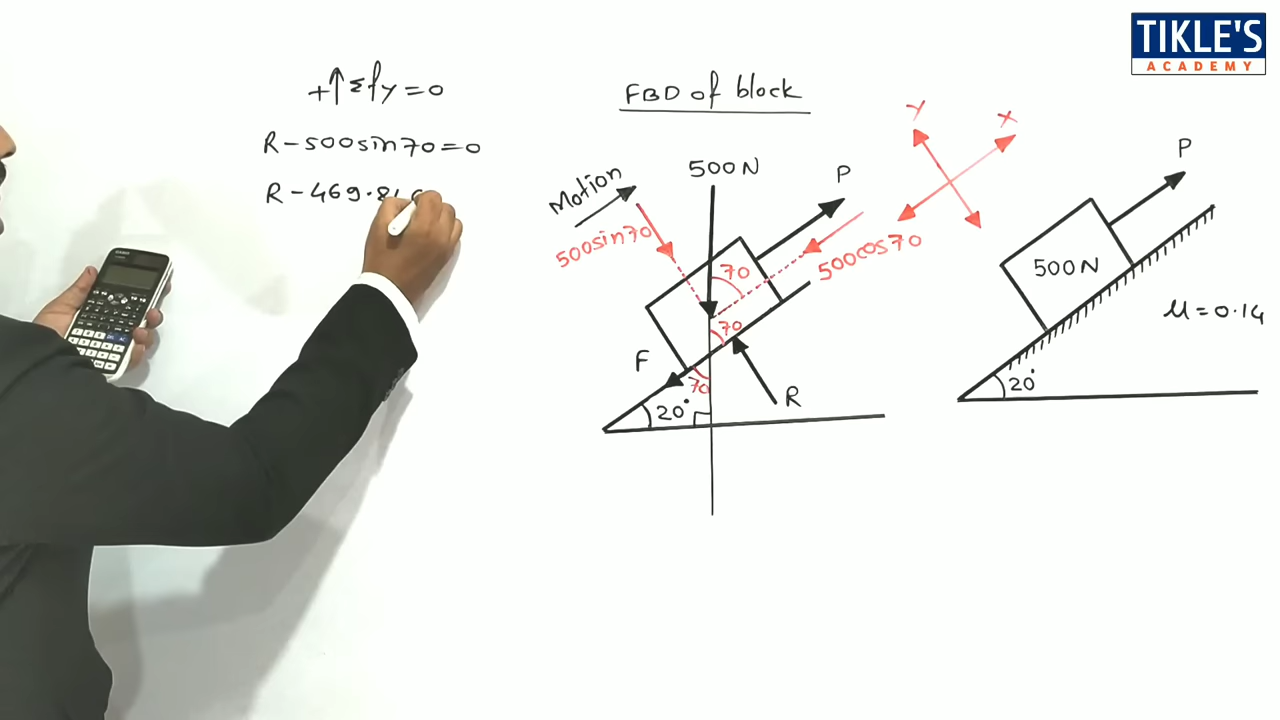 TIKLE'S
ACADEMY
+↑Σfy=0
R-500sin70=0
R-469.846
FBD of block
Motion
500sin70
500N
P
500cos70
70
70
70
F
20°
R
Y
X
P
500N
μ=0.14
20°